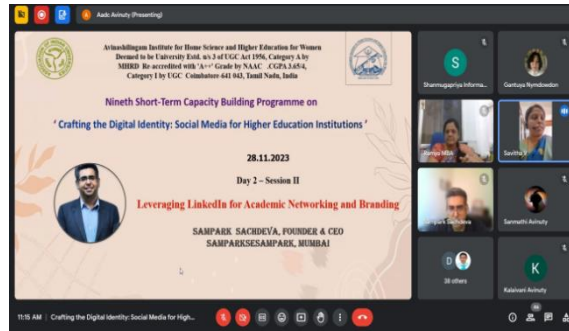 Aadc Avinuty (Presenting)
Avinashilingam Institute for Home Science and Higher Education for Women
Deemed to be University Estd. u/s 3 of UGC Act 1956, Category A by
MHRD Re-accredited with 'A++' Grade by NAAC. CGPA 3.65/4,
Category I by UGC Coimbatore 641 043, Tamil Nadu, India
Nineth Short-Term Capacity Building Programme on
' Crafting the Digital Identity: Social Media for Higher Education Institutions '
28.11.2023
Day 2 – Session II
Leveraging LinkedIn for Academic Networking and Branding
SAMPARK SACHDEVA, FOUNDER & CEO
SAMPARKSESAMPARK, MUMBAI
S
Shanmugapriya Informa...
Gantuya Nymdoedon
Ramya MBA
Savitha
Sachdeva
Sanmathi Avinuty
D
38 others
K
Kalaivani Avinuty
11:15 AM | Crafting the Digital Identity: Social Media for High...